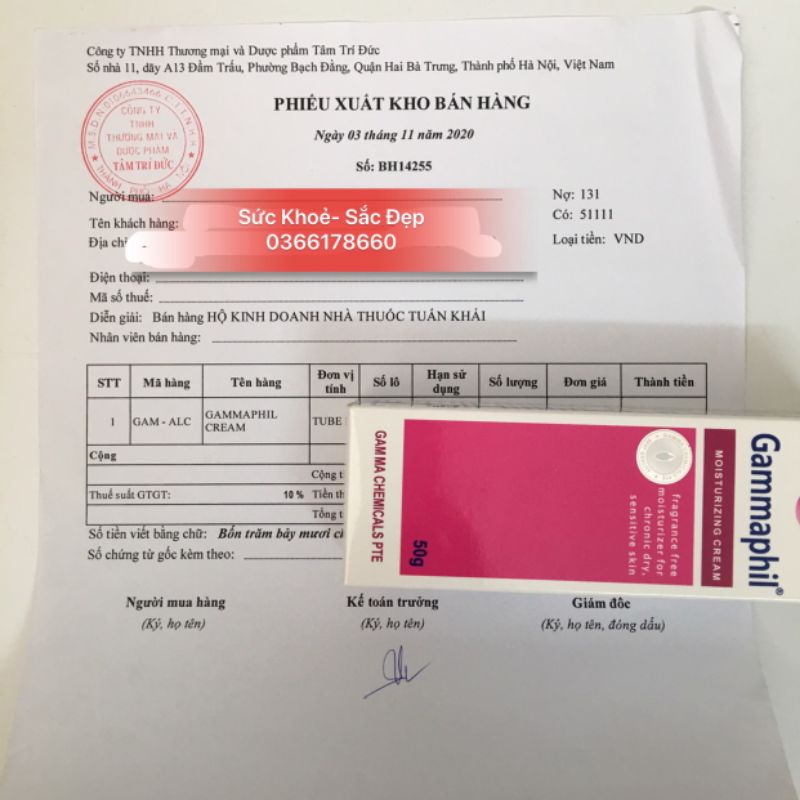 Công ty TNHH Thương mại và Dược phẩm Tâm Trí Đức
Số nhà 11, dãy A13 Đầm Trấu, Phường Bạch Đằng, Quận Hai Bà Trưng, Thành phố Hà Nội, Việt Nam
PHIẾU XUẤT KHO BÁN HÀNG
Ngày 03 tháng 11 năm 2020
Số: BH14255
M.S.D.N: 0106643466-C.T.T.N.H.H
CÔNG TY
TNHH
THƯƠNG MẠI VÀ
DƯỢC PHẨM
TÂM TRÍ ĐỨC
THÀNH PHỐ HÀ NỘI
Người mua:
Nợ: 131
Tên khách hàng:
Có: 51111
Địa chỉ
Loại tiền: VND
Sức Khoẻ- Sắc Đẹp
0366178660
Điện thoại:
Mã số thuế:
Diễn giải: Bán hàng HỘ KINH DOANH NHÀ THUỐC TUẤN KHẢI
Nhân viên bán hàng:
STT Mã hàng Tên hàng Đơn vị tính Số lô Hạn sử dụng Số lượng Đơn giá Thành tiền
1 GAM - ALC GAMMAPHIL CREAM TUBE
Cộng
Cộng
Thuế suất GTGT: 10 % Tiền
Tổng
Số tiền viết bằng chữ: Bốn trăm bảy mươi
Số chứng từ gốc kèm theo:
Người mua hàng Kế toán trưởng Giám đốc
(Ký, họ tên) (Ký, họ tên) (Ký, họ tên, đóng dấu)
Gammaphil®
MOISTURIZING CREAM
fragrance free
moisturizer for
chronic dry,
sensitive skin
50g
GAMMA CHEMICALS PTE